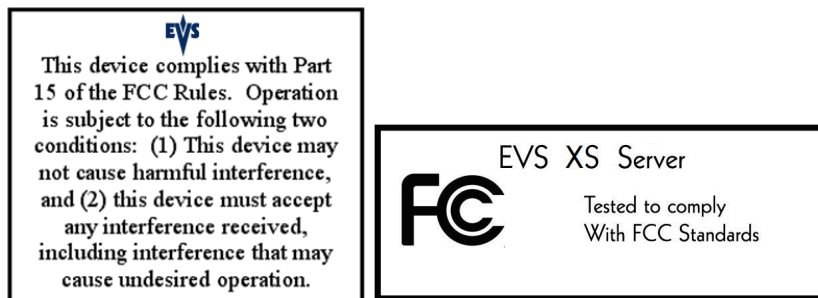 EVS
This device complies with Part
15 of the FCC Rules. Operation
is subject to the following two
conditions: (1) This device may
not cause harmful interference,
and (2) this device must accept
any interference received,
including interference that may
cause undesired operation.
EVS XS Server
FC
Tested to comply
With FCC Standards